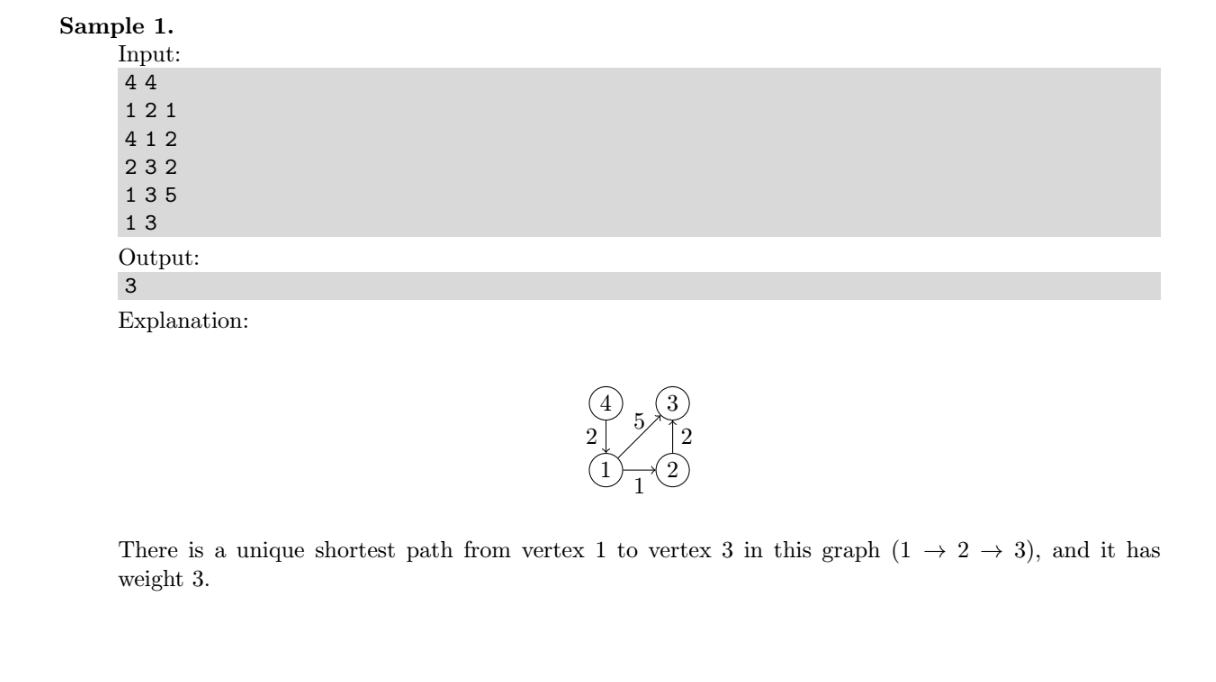 Sample 1.
Input:
4 4
1 2 1
4 1 2
2 3 2
1 3 5
1 3
Output:
3
Explanation:
4 3
5
2 2
1 2
1
There is a unique shortest path from vertex 1 to vertex 3 in this graph (1 → 2 → 3), and it has
weight 3.